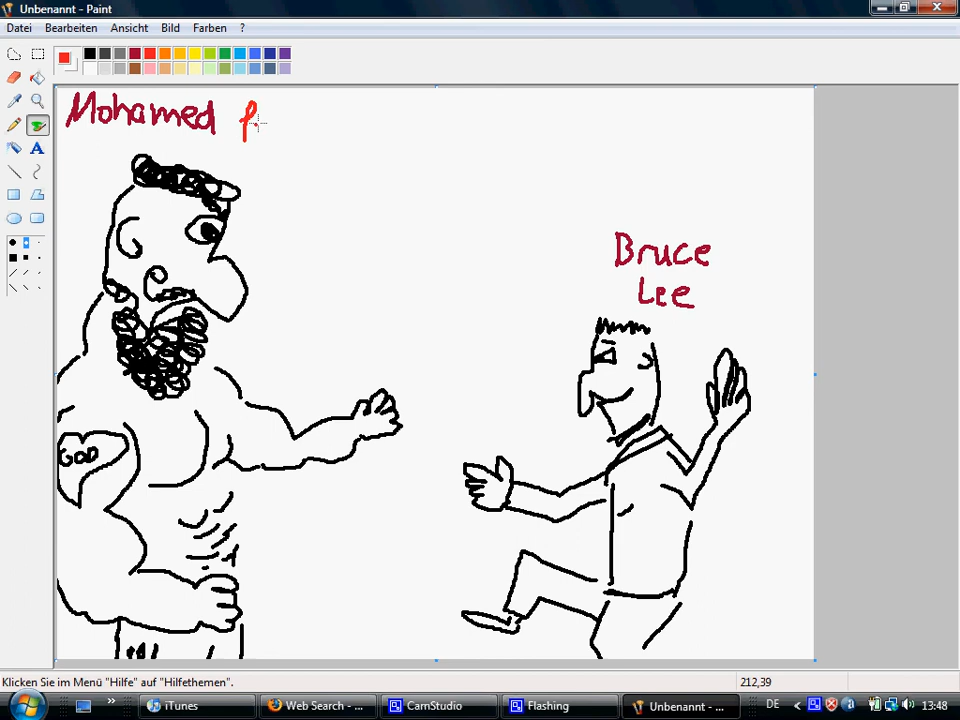 Unbenannt - Paint
Datei Bearbeiten Ansicht Bild Farben ?
Mohamed
Bruce
Lee
GOD
Klicken Sie im Menü "Hilfe" auf "Hilfethemen".
212,39
iTunes
Web Search - ...
CamStudio
Flashing
Unbenannt - ...
DE
13:48